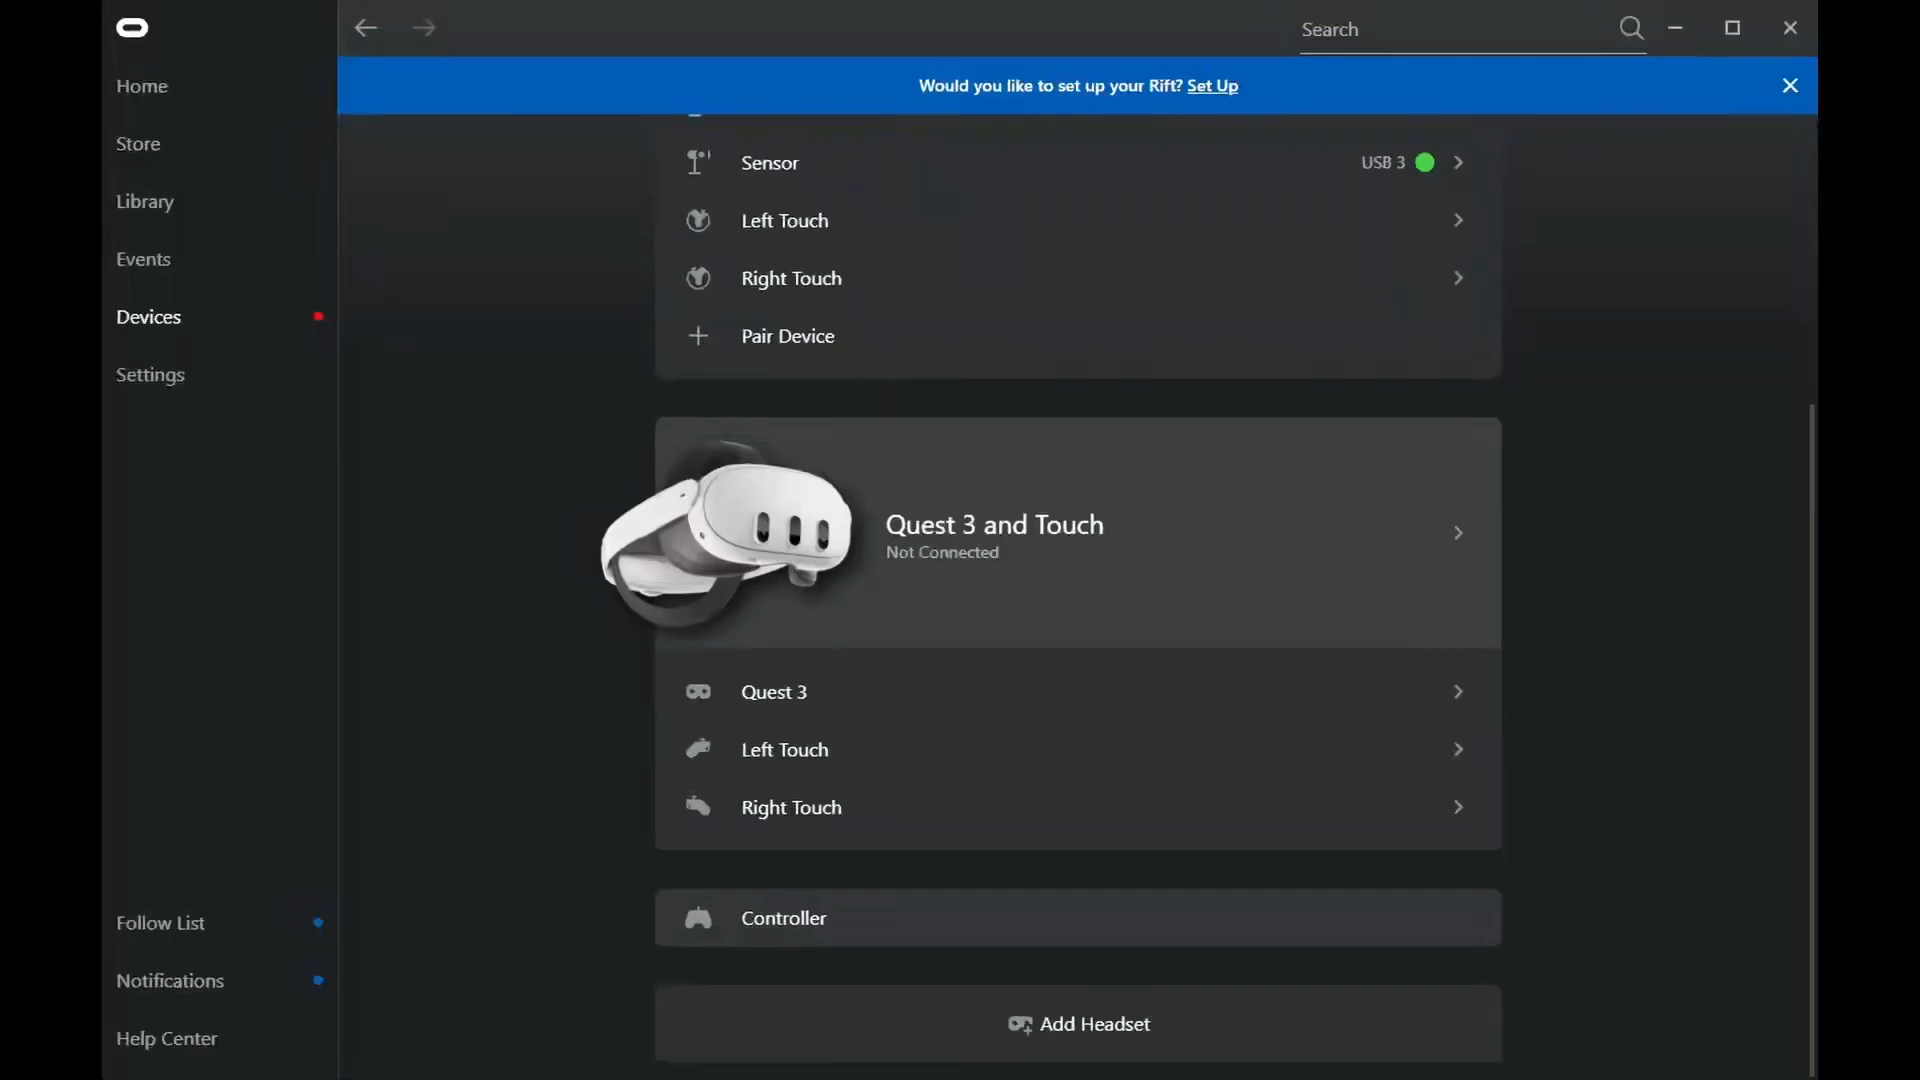 Search
Home
Store
Library
Events
Devices
Settings
Follow List
Notifications
Help Center
Would you like to set up your Rift? Set Up
Sensor
USB 3
Left Touch
Right Touch
Pair Device
Quest 3 and Touch
Not Connected
Quest 3
Left Touch
Right Touch
Controller
Add Headset